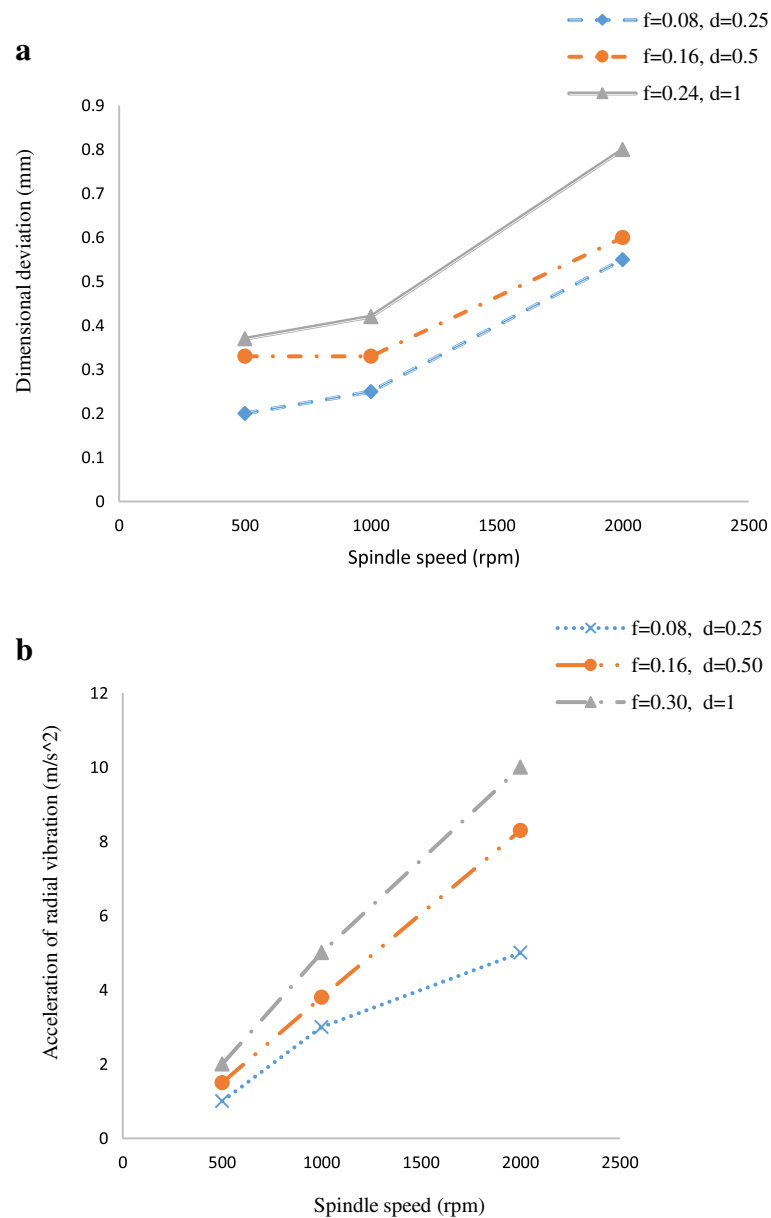 a
f=0.08, d=0.25
f=0.16, d=0.5
f=0.24, d=1
Dimensional deviation (mm)
0.9
0.8
0.7
0.6
0.5
0.4
0.3
0.2
0.1
0
0 500 1000 1500 2000 2500
Spindle speed (rpm)
b
f=0.08, d=0.25
f=0.16, d=0.50
f=0.30, d=1
Acceleration of radial vibration (m/s^2)
12
10
8
6
4
2
0
0 500 1000 1500 2000 2500
Spindle speed (rpm)